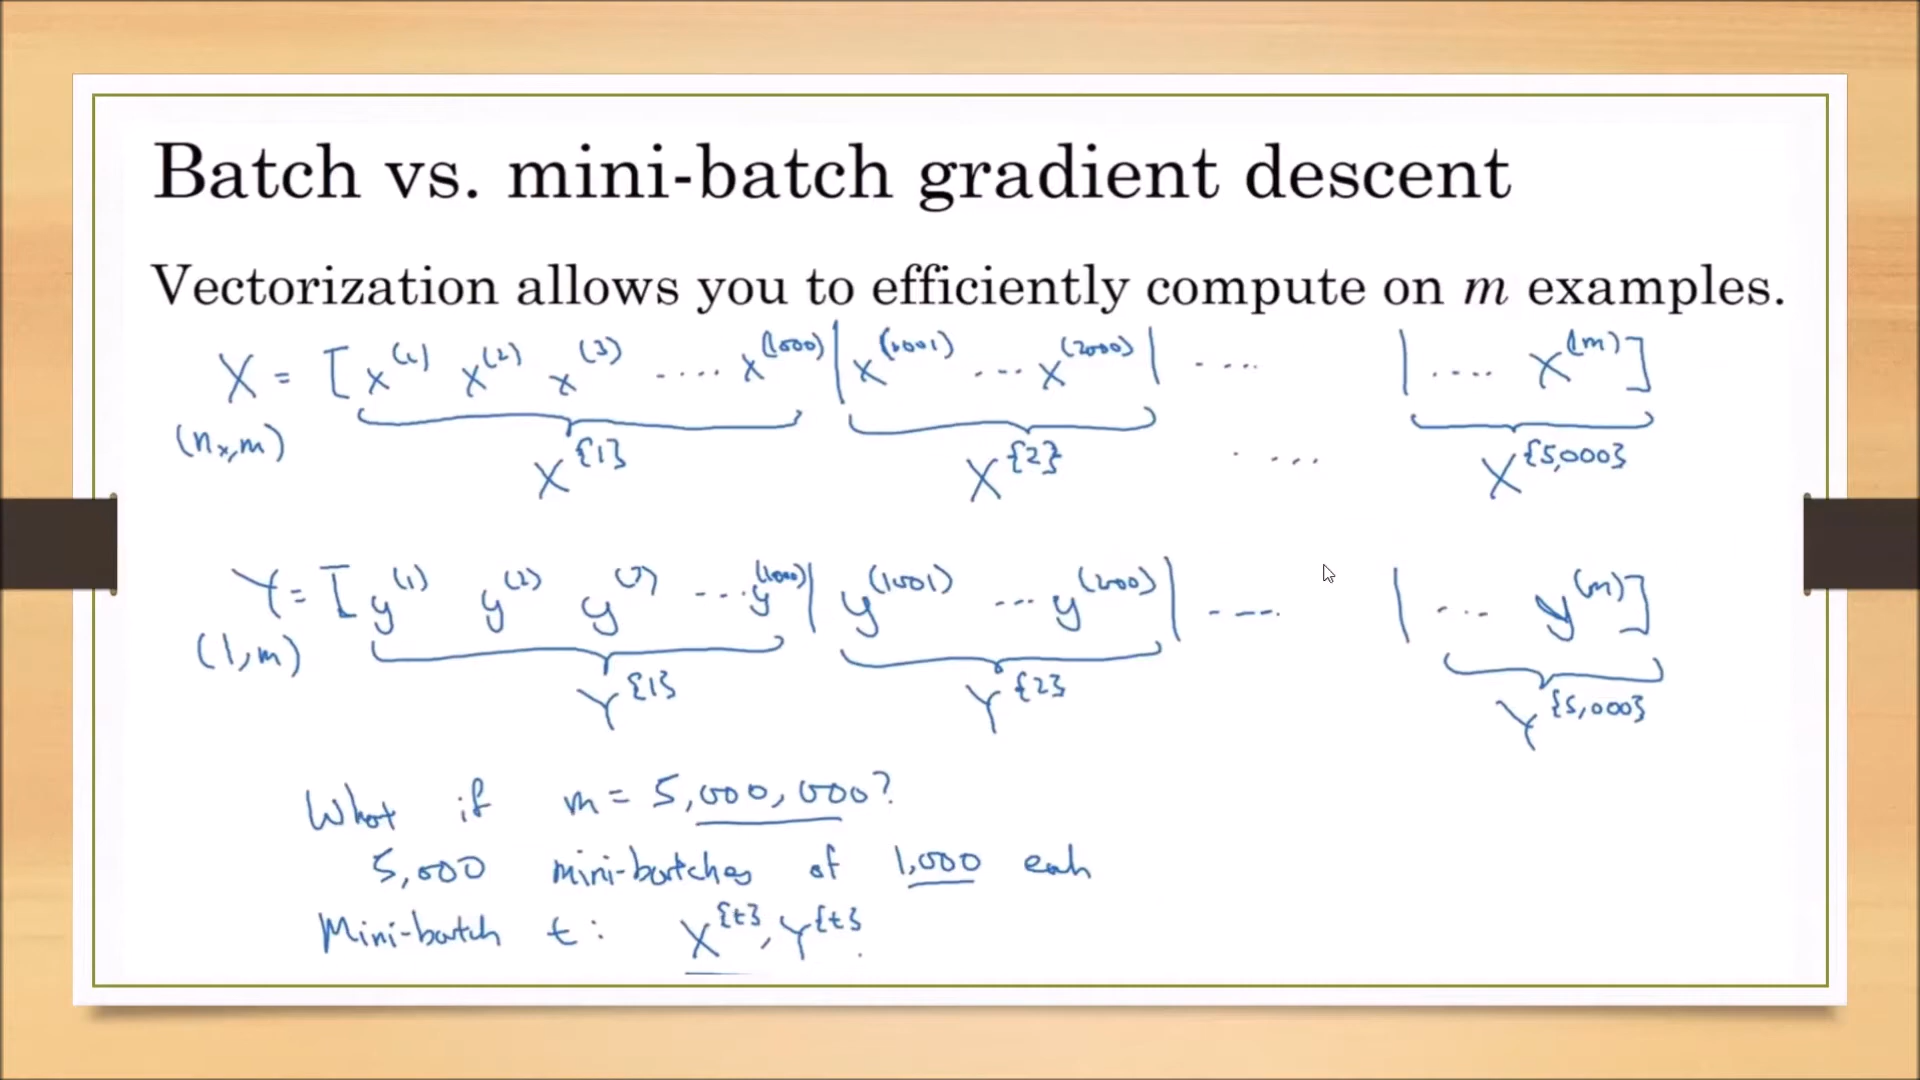 Batch vs. mini-batch gradient descent
Vectorization allows you to efficiently compute on m examples.
X = [x^(1) x^(2) x^(3) .... x^(1000) | x^(1001) ... x^(2000) | .... | .... x^(m)]
(n_x, m)
X^{1} X^{2} .... X^{5,000}
Y = [y^(1) y^(2) y^(3) ... y^(1000) | y^(1001) ... y^(2000) | ---. | ... y^(m)]
(1, m)
Y^{1} Y^{2} Y^{5,000}
What if m = 5,000,000?
5,000 mini-batches of 1,000 each
Mini-batch t: X^{t}, Y^{t}.